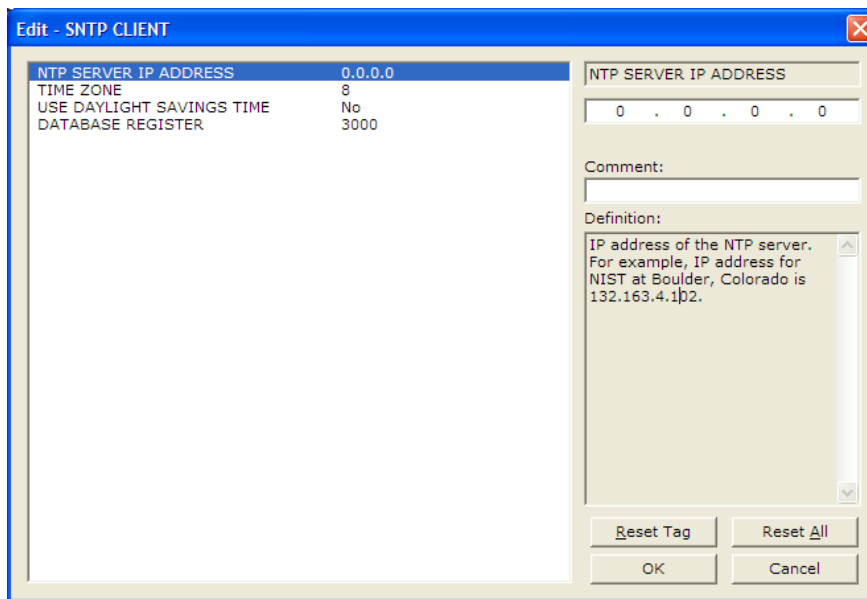 Edit - SNTP CLIENT
NTP SERVER IP ADDRESS 0.0.0.0
TIME ZONE 8
USE DAYLIGHT SAVINGS TIME No
DATABASE REGISTER 3000
NTP SERVER IP ADDRESS
0 . 0 . 0 . 0
Comment:
Definition:
IP address of the NTP server.
For example, IP address for
NIST at Boulder, Colorado is
132.163.4.102.
Reset Tag Reset All
OK Cancel